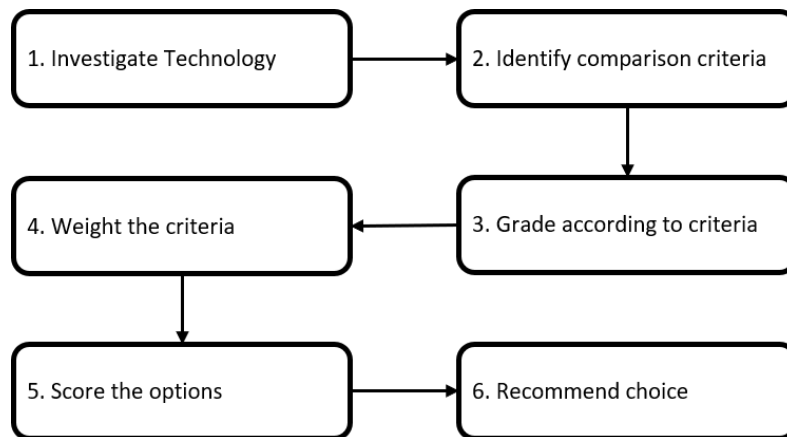 1. Investigate Technology
2. Identify comparison criteria
3. Grade according to criteria
4. Weight the criteria
5. Score the options
6. Recommend choice